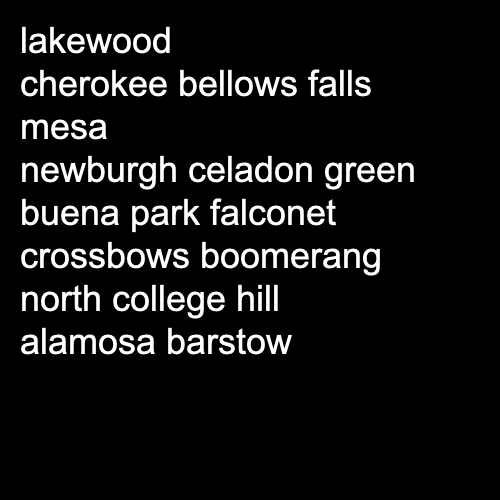 lakewood
cherokee bellows falls
mesa
newburgh celadon green
buena park falconet
crossbows boomerang
north college hill
alamosa barstow